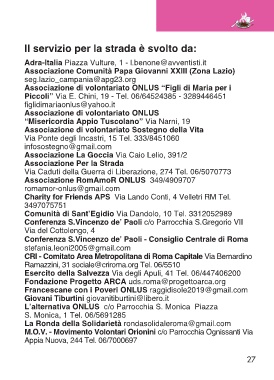 Il servizio per la strada è svolto da:
Adra-Italia Piazza Vulture, 1 - l.benone@avventisti.it
Associazione Comunità Papa Giovanni XXIII (Zona Lazio)
seg.lazio_campania@apg23.org
Associazione di volontariato ONLUS “Figli di Maria per i
Piccoli” Via E. Chini, 19 - Tel. 06/64524385 - 3289446451
figlidimariaonlus@yahoo.it
Associazione di volontariato ONLUS
“Misericordia Appio Tuscolano” Via Narni, 19
Associazione di volontariato Sostegno della Vita
Via Ponte degli Incastri, 15 Tel. 333/8451060
infosostegno@gmail.com
Associazione La Goccia Via Caio Lelio, 391/2
Associazione Per la Strada
Via Caduti della Guerra di Liberazione, 274 Tel. 06/5070773
Associazione RomAmoR ONLUS 349/4909707
romamor-onlus@gmail.com
Charity for Friends APS Via Lando Conti, 4 Velletri RM Tel.
3497075751
Comunità di Sant’Egidio Via Dandolo, 10 Tel. 3312052989
Conferenza S.Vincenzo de’ Paoli c/o Parrocchia S.Gregorio VII
Via del Cottolengo, 4
Conferenza S.Vincenzo de’ Paoli - Consiglio Centrale di Roma
stefania.leoni2005@gmail.com
CRI - Comitato Area Metropolitana di Roma Capitale Via Bernardino
Ramazzini, 31 sociale@criroma.org Tel. 06/5510
Esercito della Salvezza Via degli Apuli, 41 Tel. 06/447406200
Fondazione Progetto ARCA uds.roma@progettoarca.org
Francescane con i Poveri ONLUS raggidisole2019@gmail.com
Giovani Tiburtini giovanitiburtini@libero.it
L’alternativa ONLUS c/o Parrocchia S. Monica Piazza
S. Monica, 1 Tel. 06/5691285
La Ronda della Solidarietà rondasolidaleroma@gmail.com
M.O.V. - Movimento Volontari Orionini c/o Parrocchia Ognissanti Via
Appia Nuova, 244 Tel. 06/7000697
27